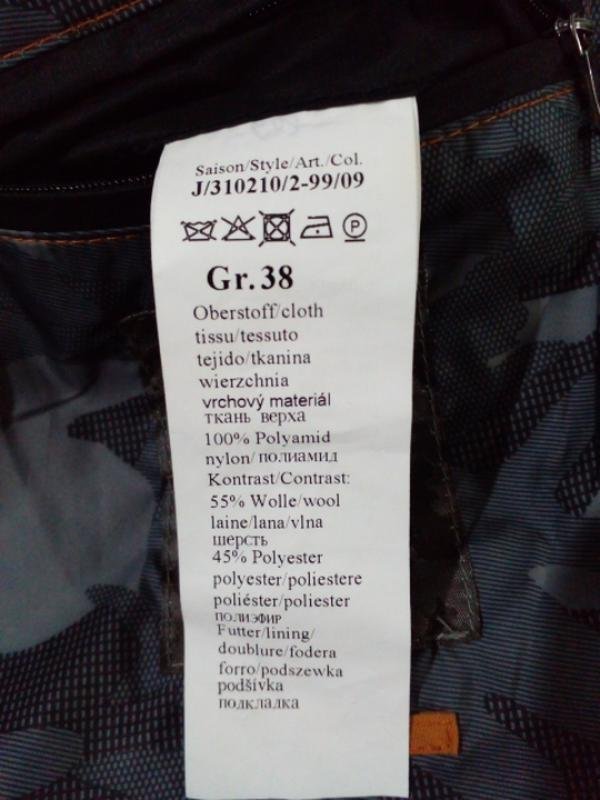 Saison/Style/Art./Col.
J/310210/2-99/09
P
Gr. 38
Oberstoff/cloth
tissu/tessuto
tejido/tkanina
wierzchnia
vrchový materiál
ткань верха
100% Polyamid
nylon/полиамид
Kontrast/Contrast:
55% Wolle/wool
laine/lana/vlna
шерсть
45% Polyester
polyester/poliestere
poliéster/poliester
полиэфир
Futter/lining/
doublure/fodera
forro/podszewka
podšívka
подкладка